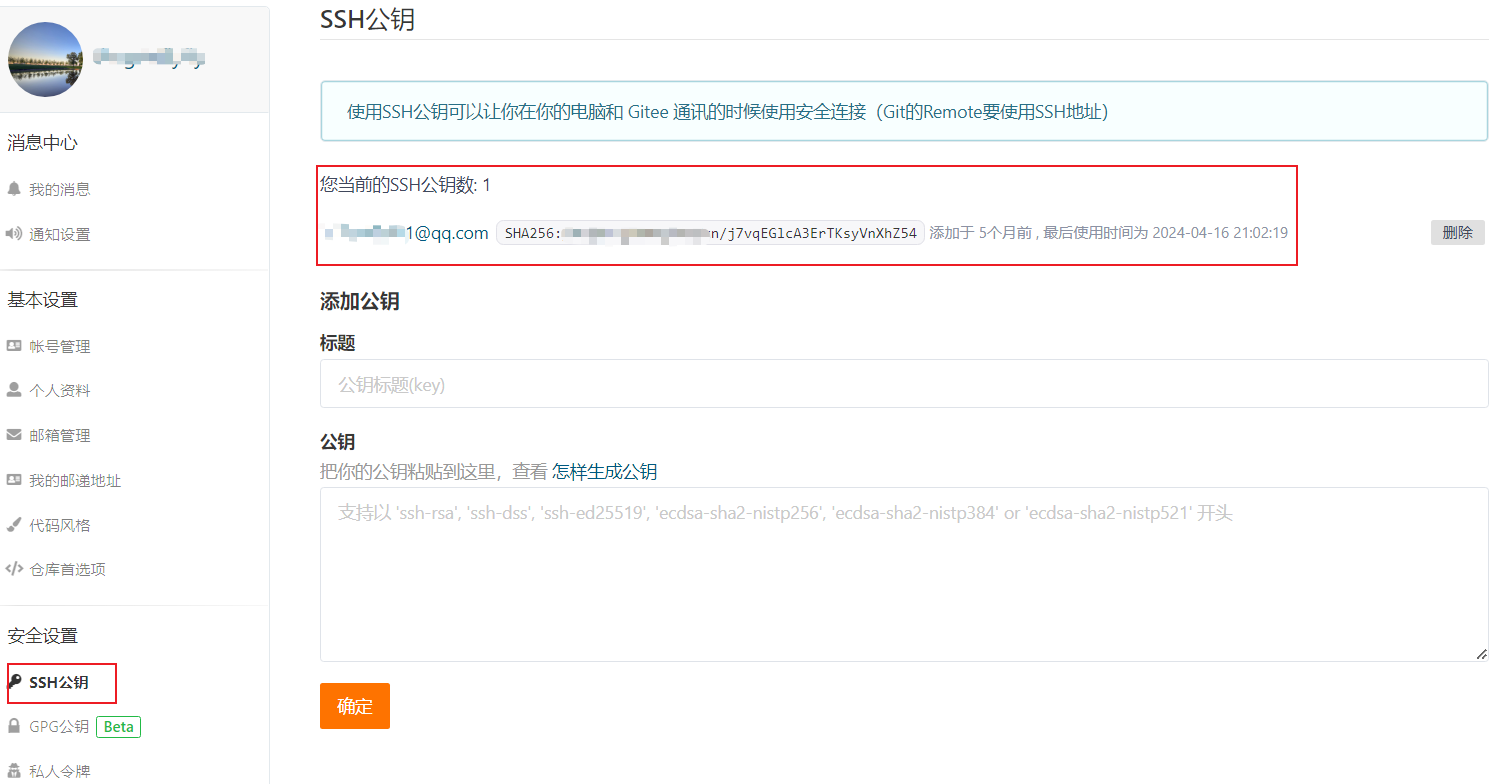 消息中心
我的消息
通知设置
基本设置
帐号管理
个人资料
邮箱管理
我的邮递地址
代码风格
仓库首选项
安全设置
SSH公钥
GPG公钥 Beta
私人令牌
SSH公钥
使用SSH公钥可以让你在你的电脑和 Gitee 通讯的时候使用安全连接（Git的Remote要使用SSH地址）
您当前的SSH公钥数: 1
1@qq.com SHA256: n/j7vqEGlcA3ErTKsyVnXhZ54 添加于 5个月前 , 最后使用时间为 2024-04-16 21:02:19 删除
添加公钥
标题
公钥标题(key)
公钥
把你的公钥粘贴到这里，查看 怎样生成公钥
支持以 'ssh-rsa', 'ssh-dss', 'ssh-ed25519', 'ecdsa-sha2-nistp256', 'ecdsa-sha2-nistp384' or 'ecdsa-sha2-nistp521' 开头
确定